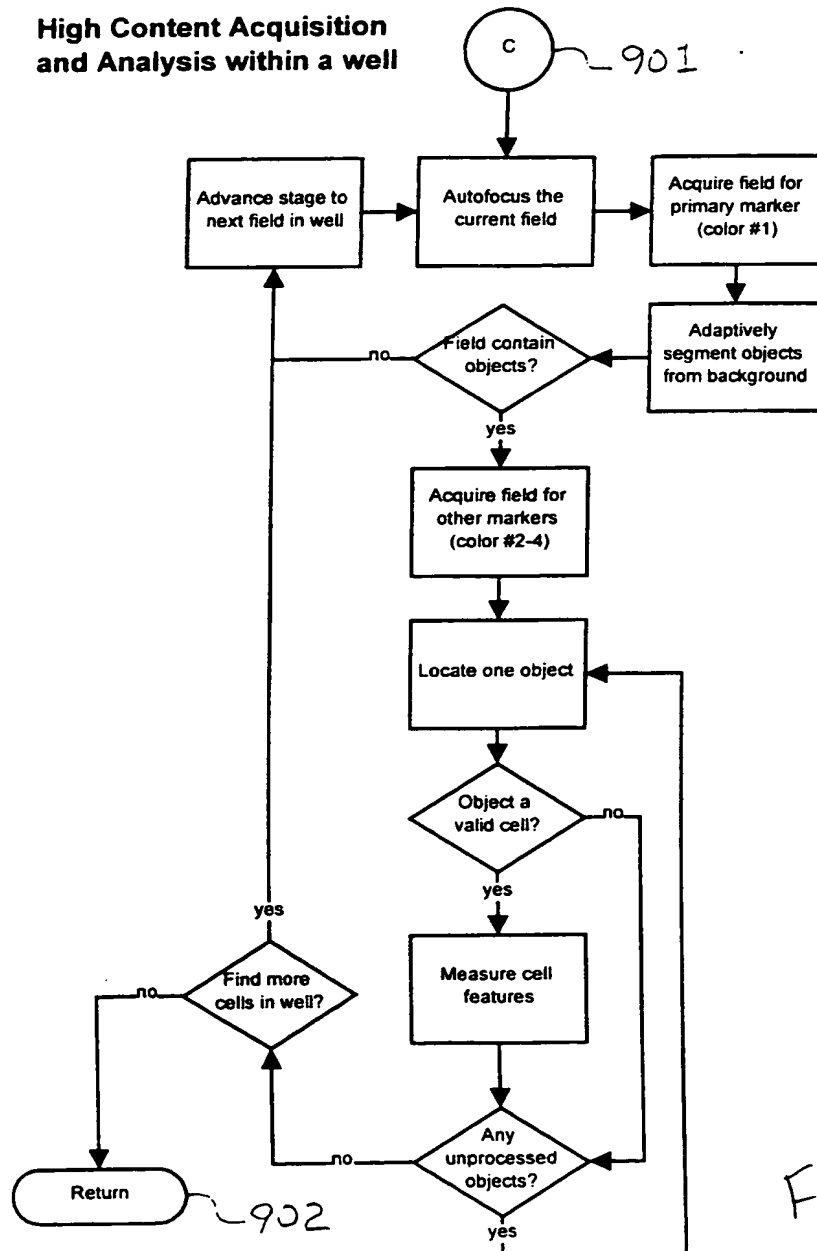 High Content Acquisition
and Analysis within a well
C
901
Advance stage to
next field in well
Autofocus the
current field
Acquire field for
primary marker
(color #1)
Adaptively
segment objects
from background
Field contain
objects?
no
yes
Acquire field for
other markers
(color #2-4)
Locate one object
Object a
valid cell?
no
yes
Measure cell
features
yes
Find more
cells in well?
no
Any
unprocessed
objects?
no
yes
Return
902
F